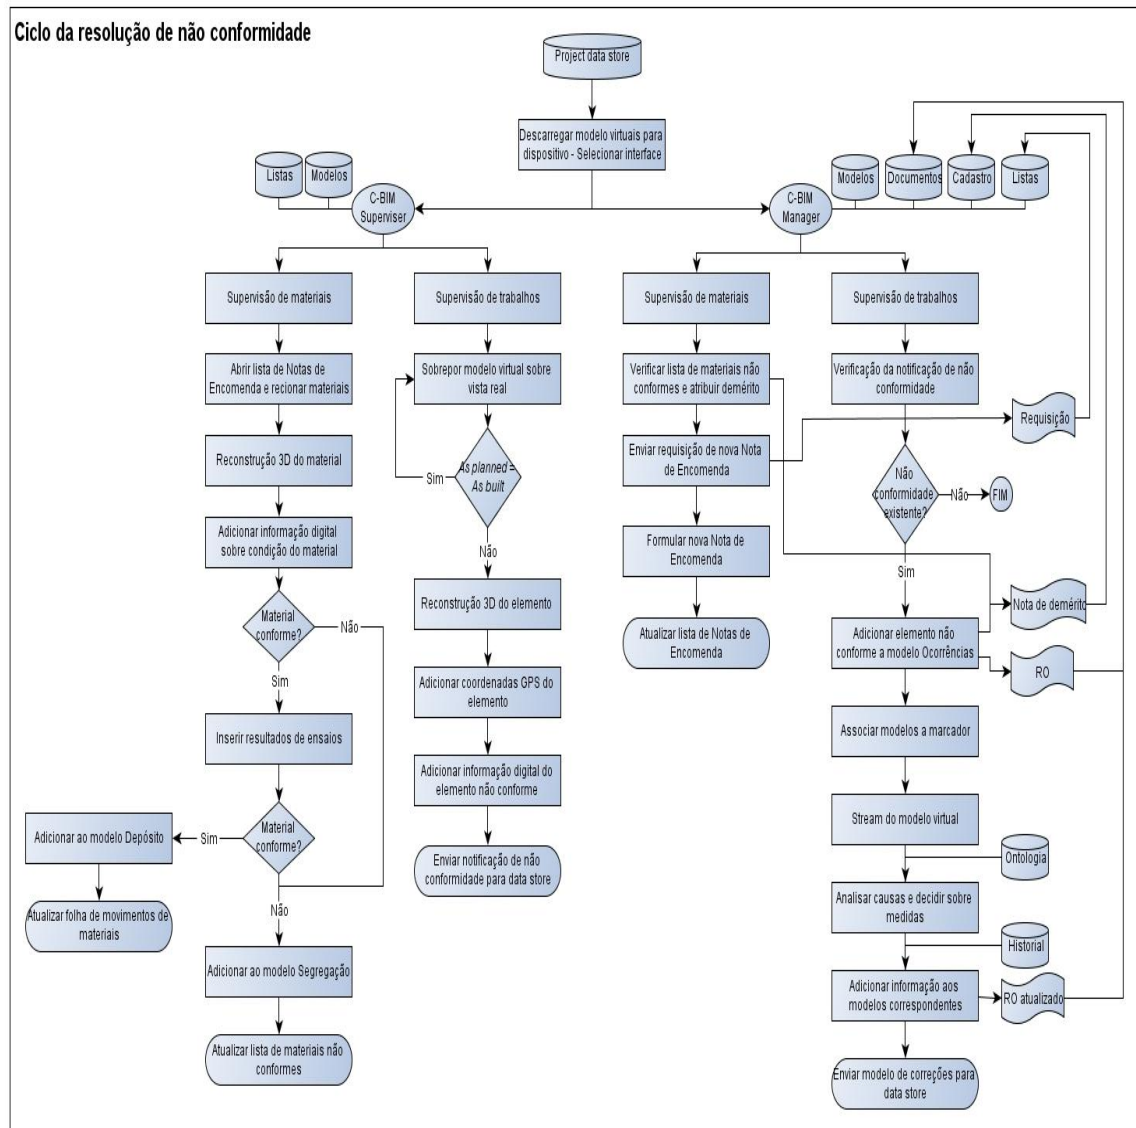 Ciclo da resolução de não conformidade
Project data store
Descarregar modelo virtuais para
dispositivo - Selecionar interface
Listas
Modelos
C-BIM
Superviser
C-BIM
Manager
Modelos
Documentos
Cadastro
Listas
Supervisão de materiais
Abrir lista de Notas de
Encomenda e recionar materiais
Reconstrução 3D do material
Adicionar informação digital
sobre condição do material
Material
conforme?
Não
Sim
Inserir resultados de ensaios
Material
conforme?
Sim
Adicionar ao modelo Depósito
Atualizar folha de movimentos de
materiais
Não
Adicionar ao modelo Segregação
Atualizar lista de materiais não
conformes
Supervisão de trabalhos
Sobrepor modelo virtual sobre
vista real
As planned =
As built
Sim
Não
Reconstrução 3D do elemento
Adicionar coordenadas GPS do
elemento
Adicionar informação digital do
elemento não conforme
Enviar notificação de não
conformidade para data store
Supervisão de materiais
Verificar lista de materiais não
conformes e atribuir demérito
Enviar requisição de nova Nota
de Encomenda
Formular nova Nota de
Encomenda
Atualizar lista de Notas de
Encomenda
Supervisão de trabalhos
Verificação da notificação de não
conformidade
Requisição
Não
conformidade
existente?
Não
FIM
Sim
Nota de demérito
Adicionar elemento não
conforme a modelo Ocorrências
RO
Associar modelos a marcador
Stream do modelo virtual
Ontologia
Analisar causas e decidir sobre
medidas
Historial
Adicionar informação aos
modelos correspondentes
RO atualizado
Enviar modelo de correções para
data store